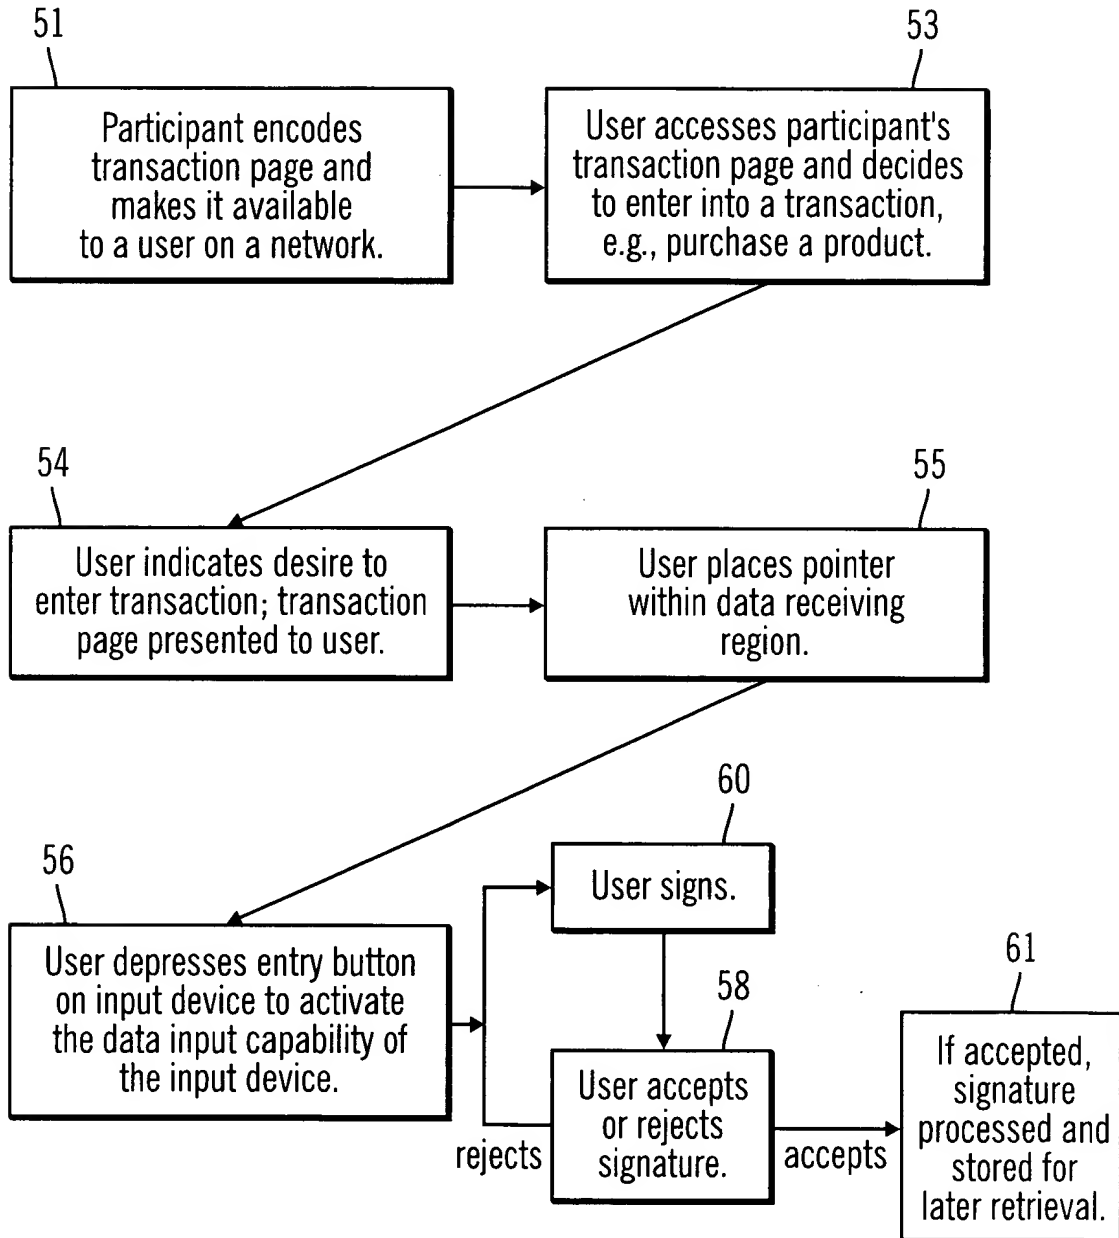 51
Participant encodes
transaction page and
makes it available
to a user on a network.
53
User accesses participant's
transaction page and decides
to enter into a transaction,
e.g., purchase a product.
54
User indicates desire to
enter transaction; transaction
page presented to user.
55
User places pointer
within data receiving
region.
56
User depresses entry button
on input device to activate
the data input capability of
the input device.
60
User signs.
58
User accepts
or rejects
signature.
rejects
accepts
61
If accepted,
signature
processed and
stored for
later retrieval.